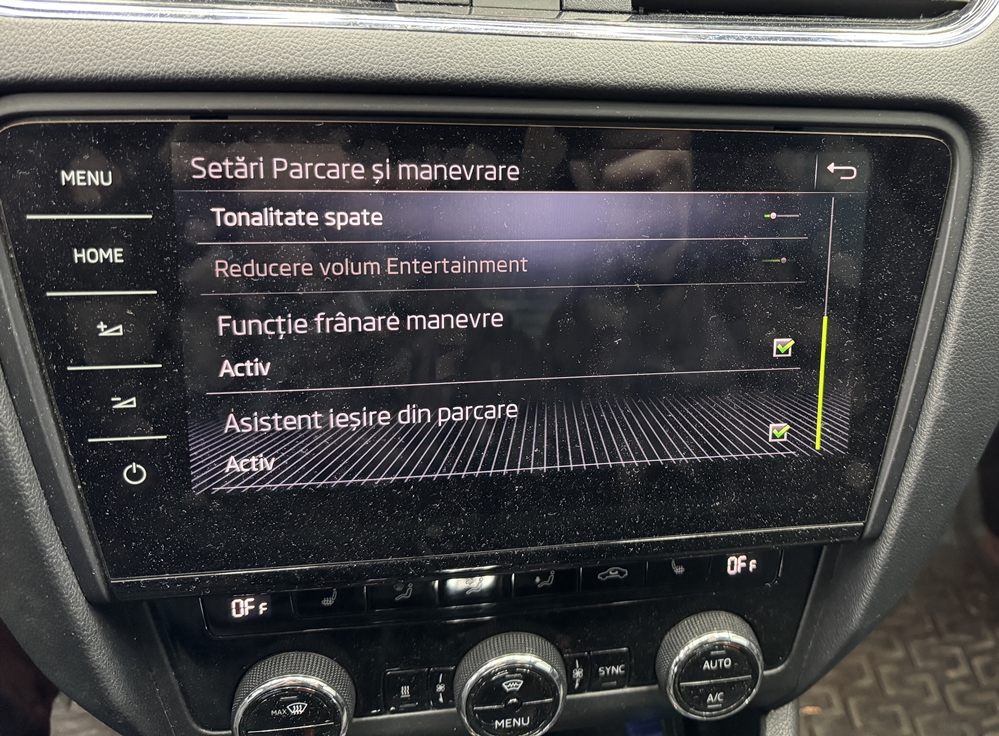 MENU
HOME
Setări Parcare și manevrare
Tonalitate spate
Reducere volum Entertainment
Funcție frânare manevre
Activ
Asistent ieșire din parcare
Activ
OFF
OFF
MAX
MENU
SYNC
AUTO
A/C